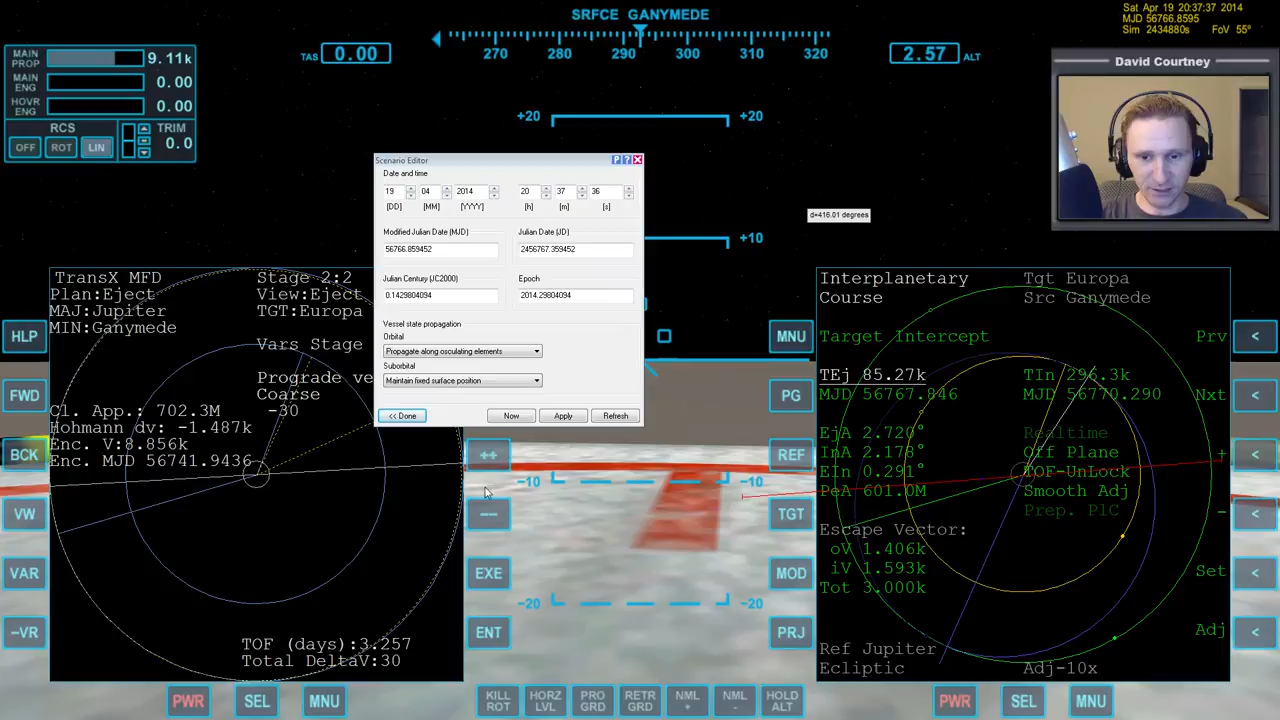 SRFCE GANYMEDE
270 280 290 300 310 320
TAS 0.00
2.57 ALT
Sat Apr 19 20:37:37 2014
MJD 56766.8595
Sim 2434880s FoV 55°
David Courtney
MAIN PROP 9.11k
MAIN ENG 0.00
HOVR ENG 0.00
RCS
TRIM
0.0
OFF ROT LIN
+20 +20
+10
-10 -10
-20 -20
d=416.01 degrees
Scenario Editor
Date and time
19 04 2014 20 37 36
[DD] [MM] [YYYY] [h] [m] [s]
Modified Julian Date (MJD) Julian Date (JD)
56766.859452 2456767.359452
Julian Century (JC2000) Epoch
0.1429804094 2014.29804094
Vessel state propagation
Orbital
Propagate along osculating elements
Suborbital
Maintain fixed surface position
<< Done Now Apply Refresh
TransX MFD Stage 2:2
Plan:Eject View:Eject
MAJ:Jupiter TGT:Europa
MIN:Ganymede
Vars Stage
Prograde ve
Coarse
-30
Cl. App.: 702.3M
Hohmann dv: -1.487k
Enc. V:8.856k
Enc. MJD 56741.9436
TOF (days):3.257
Total DeltaV:30
HLP
FWD
BCK
VW
VAR
-VR
++
--
EXE
ENT
PWR SEL MNU
KILL ROT
HORZ LVL
PRO GRD
RETR GRD
NML +
NML -
HOLD ALT
MNU
PG
REF
TGT
MOD
PRJ
Interplanetary Tgt Europa
Course Src Ganymede
Target Intercept Prv
TEj 85.27k TIn 296.3k
MJD 56767.846 MJD 56770.290 Nxt
EjA 2.720° Realtime
InA 2.178° Off Plane +
EIn 0.291° TOF-UnLock
PeA 601.0M Smooth Adj -
Prep. PlC
Escape Vector:
oV 1.406k
iV 1.593k Set
Tot 3.000k
Adj
Ref Jupiter
Ecliptic Adj-10x
<
<
<
<
<
<
PWR SEL MNU